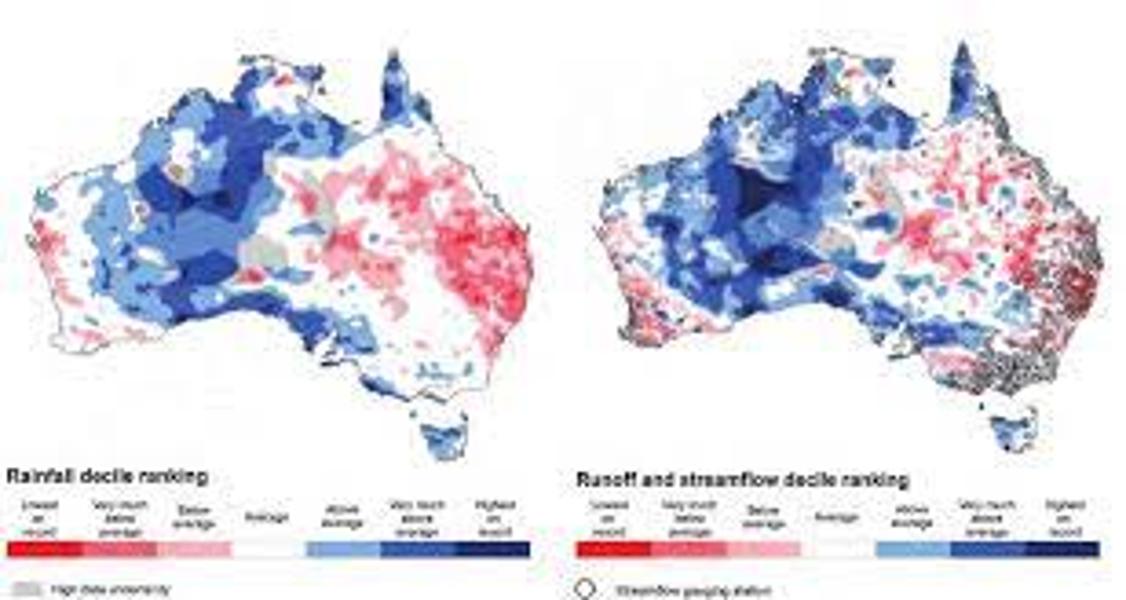 Rainfall decile ranking
Lowest on record
Very much below average
Below average
Average
Above average
Very much above average
Highest on record
High data uncertainty
Runoff and streamflow decile ranking
Lowest on record
Very much below average
Below average
Average
Above average
Very much above average
Highest on record
Streamflow gauging station